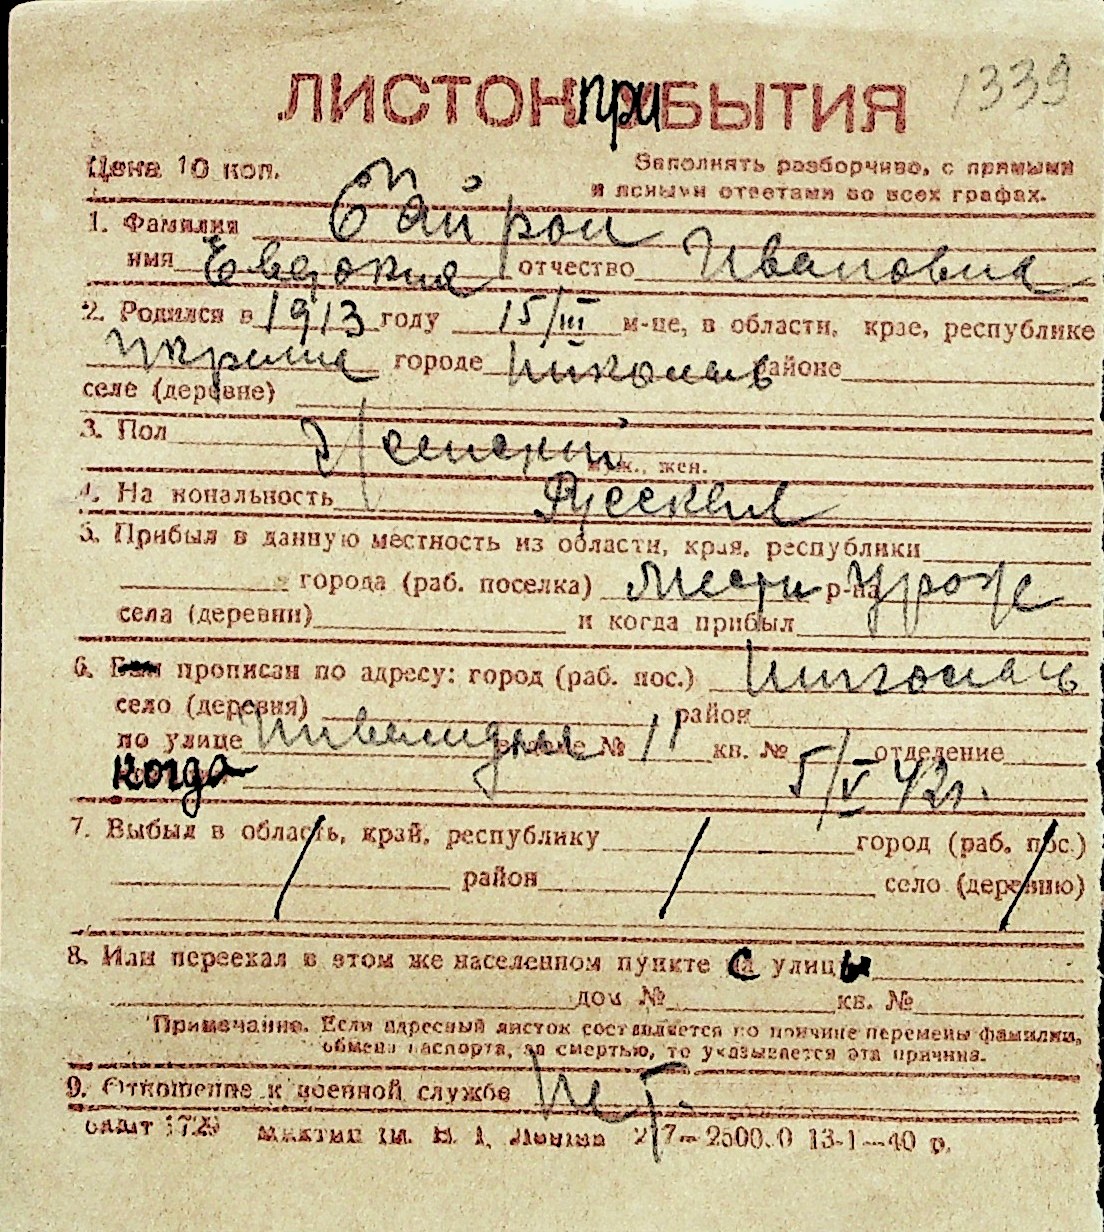 1339
ЛИСТОК ПРИБЫТИЯ
Цена 10 коп.
Заполнять разборчиво, с прямыми
и ясными ответами во всех графах.
1. Фамилия Байрон
имя Евдокия отчество Ивановна
2. Родился в 1913 году 15/III м-це, в области, крае, республике
городе районе
селе (деревне)
3. Пол Женский
муж., жен.
4. Национальность Русская
5. Прибыл в данную местность из области, края, республики
города (раб. поселка) Местн р-на Уроже
села (деревни) и когда прибыл
6. прописан по адресу: город (раб. пос.)
село (деревня) район
по улице № 11 кв. № отделение
когда 5/V 42г.
7. Выбыл в область, край, республику город (раб. пос.)
район село (деревню)
8. Или переехал в этом же населенном пункте с улицы
дом № кв. №
Примечание. Если адресный листок составляется по причине перемены фамилии,
обмена паспорта, за смертью, то указывается эта причина.
9. Отношение к военной службе Нет.
13-1—40 р.